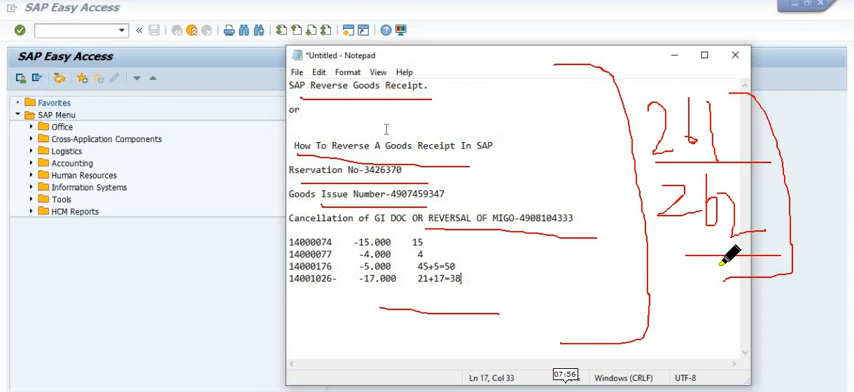 SAP Easy Access
SAP Easy Access
Favorites
SAP Menu
Office
Cross-Application Components
Logistics
Accounting
Human Resources
Information Systems
Tools
HCM Reports
*Untitled - Notepad
File Edit Format View Help
SAP Reverse Goods Receipt.
or
How To Reverse A Goods Receipt In SAP
Rservation No-3426370
Goods Issue Number-4907459347
Cancellation of GI DOC OR REVERSAL OF MIGO-4908104333
14000074 -15.000 15
14000077 -4.000 4
14000176 -5.000 45+5=50
14001026- -17.000 21+17=38
Ln 17, Col 33
07:56
Windows (CRLF)
UTF-8
261